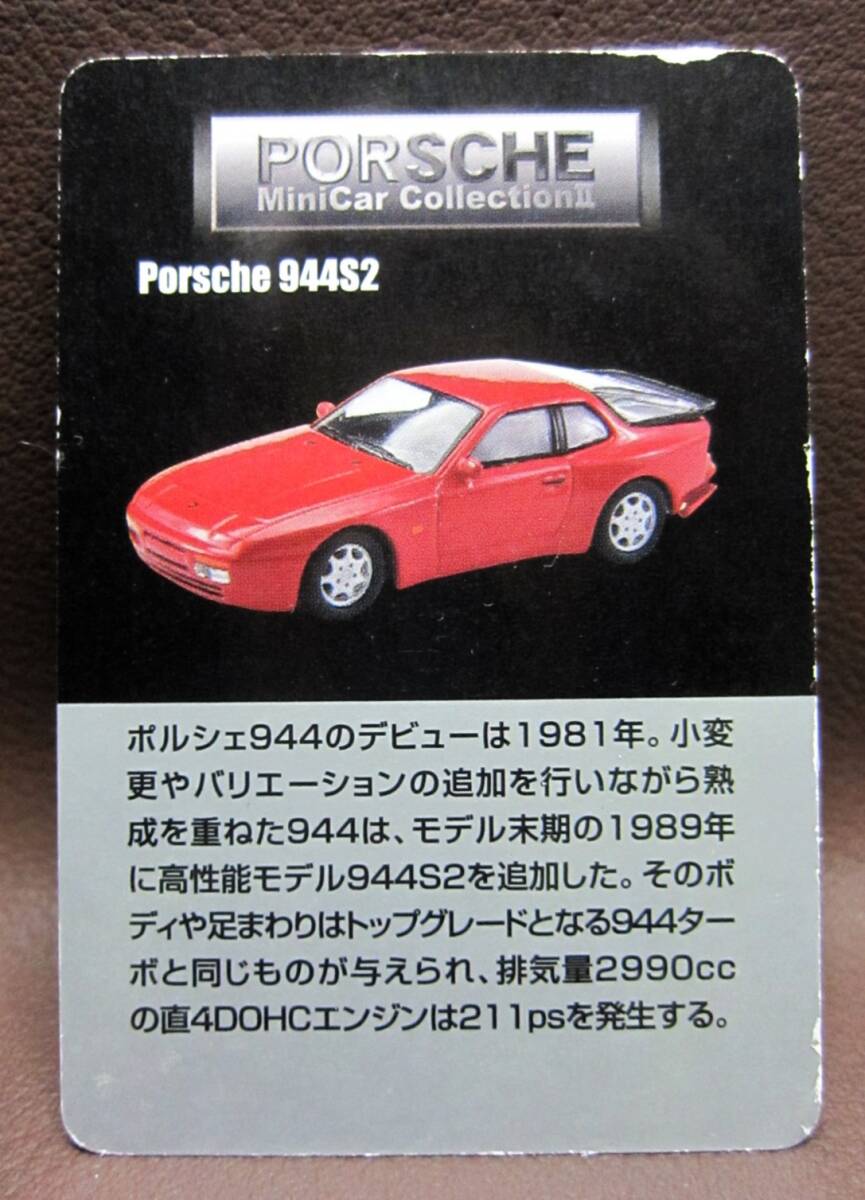 PORSCHE
MiniCar CollectionⅡ
Porsche 944S2
ポルシェ944のデビューは1981年。小変
更やバリエーションの追加を行いながら熟
成を重ねた944は、モデル末期の1989年
に高性能モデル944S2を追加した。そのボ
ディや足まわりはトップグレードとなる944ター
ボと同じものが与えられ、排気量2990cc
の直4DOHCエンジンは211psを発生する。